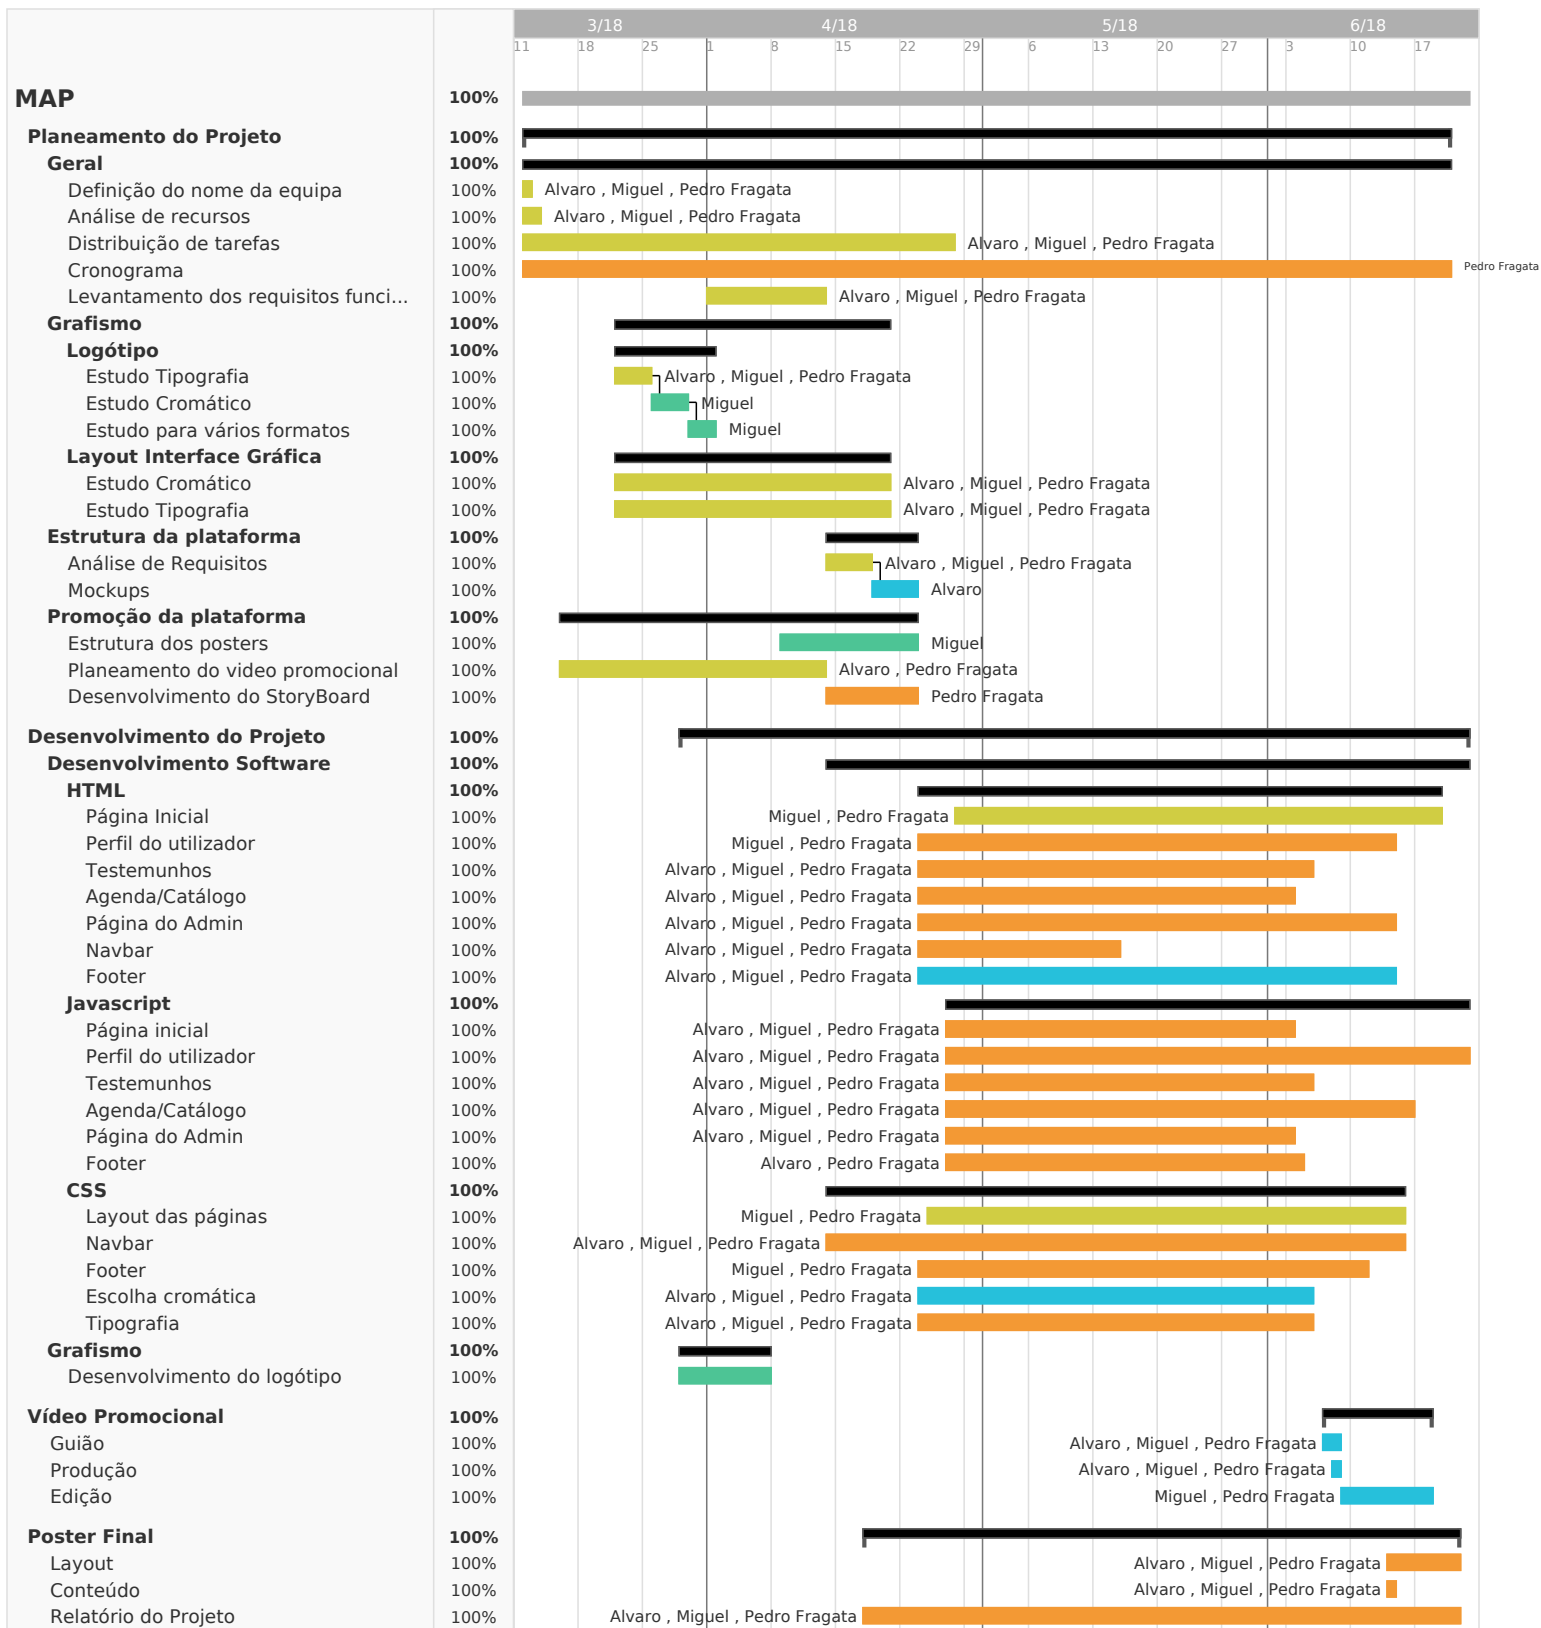 3/18 4/18 5/18 6/18
11 18 25 1 8 15 22 29 6 13 20 27 3 10 17
MAP 100%
Planeamento do Projeto 100%
Geral 100%
Definição do nome da equipa 100% Alvaro , Miguel , Pedro Fragata
Análise de recursos 100% Alvaro , Miguel , Pedro Fragata
Distribuição de tarefas 100% Alvaro , Miguel , Pedro Fragata
Cronograma 100% Pedro Fragata
Levantamento dos requisitos funci... 100% Alvaro , Miguel , Pedro Fragata
Grafismo 100%
Logótipo 100%
Estudo Tipografia 100% Alvaro , Miguel , Pedro Fragata
Estudo Cromático 100% Miguel
Estudo para vários formatos 100% Miguel
Layout Interface Gráfica 100%
Estudo Cromático 100% Alvaro , Miguel , Pedro Fragata
Estudo Tipografia 100% Alvaro , Miguel , Pedro Fragata
Estrutura da plataforma 100%
Análise de Requisitos 100% Alvaro , Miguel , Pedro Fragata
Mockups 100% Alvaro
Promoção da plataforma 100%
Estrutura dos posters 100% Miguel
Planeamento do video promocional 100% Alvaro , Pedro Fragata
Desenvolvimento do StoryBoard 100% Pedro Fragata
Desenvolvimento do Projeto 100%
Desenvolvimento Software 100%
HTML 100%
Página Inicial 100% Miguel , Pedro Fragata
Perfil do utilizador 100% Miguel , Pedro Fragata
Testemunhos 100% Alvaro , Miguel , Pedro Fragata
Agenda/Catálogo 100% Alvaro , Miguel , Pedro Fragata
Página do Admin 100% Alvaro , Miguel , Pedro Fragata
Navbar 100% Alvaro , Miguel , Pedro Fragata
Footer 100% Alvaro , Miguel , Pedro Fragata
Javascript 100%
Página inicial 100% Alvaro , Miguel , Pedro Fragata
Perfil do utilizador 100% Alvaro , Miguel , Pedro Fragata
Testemunhos 100% Alvaro , Miguel , Pedro Fragata
Agenda/Catálogo 100% Alvaro , Miguel , Pedro Fragata
Página do Admin 100% Alvaro , Miguel , Pedro Fragata
Footer 100% Alvaro , Pedro Fragata
CSS 100%
Layout das páginas 100% Miguel , Pedro Fragata
Navbar 100% Alvaro , Miguel , Pedro Fragata
Footer 100% Miguel , Pedro Fragata
Escolha cromática 100% Alvaro , Miguel , Pedro Fragata
Tipografia 100% Alvaro , Miguel , Pedro Fragata
Grafismo 100%
Desenvolvimento do logótipo 100%
Vídeo Promocional 100%
Guião 100% Alvaro , Miguel , Pedro Fragata
Produção 100% Alvaro , Miguel , Pedro Fragata
Edição 100% Miguel , Pedro Fragata
Poster Final 100%
Layout 100% Alvaro , Miguel , Pedro Fragata
Conteúdo 100% Alvaro , Miguel , Pedro Fragata
Relatório do Projeto 100% Alvaro , Miguel , Pedro Fragata